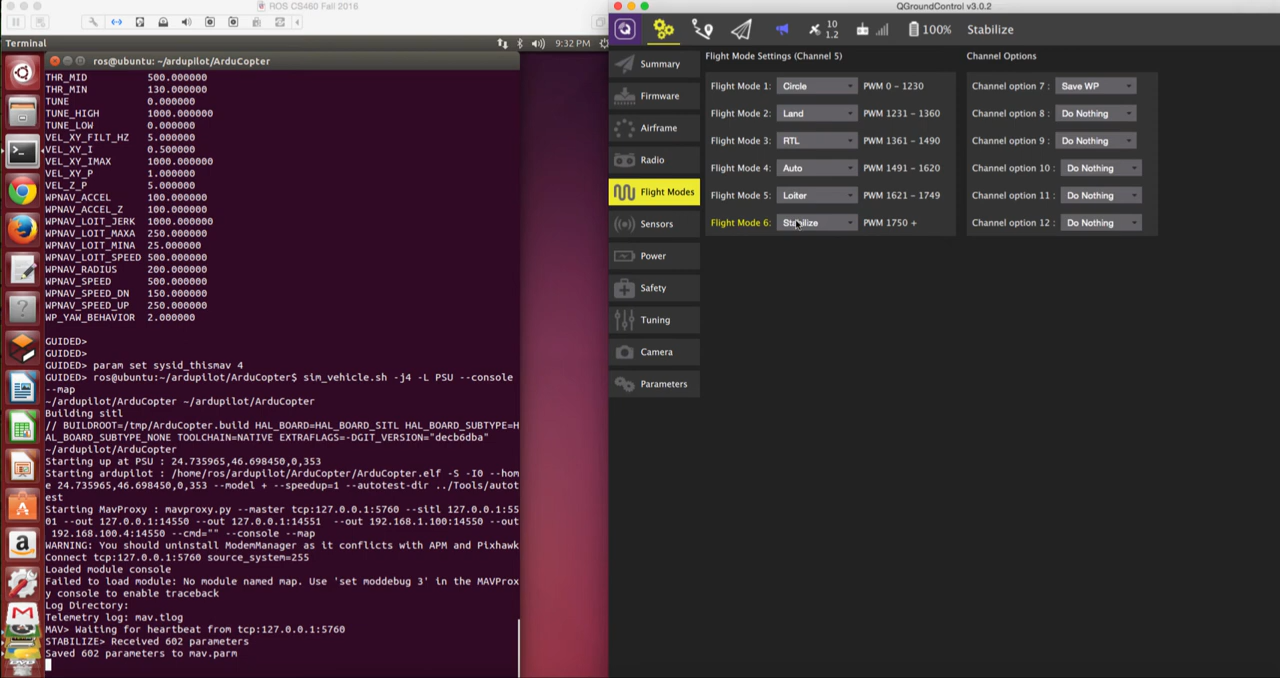 ROS CS460 Fall 2016
Terminal
9:32 PM
ros@ubuntu: ~/ardupilot/ArduCopter
THR_MID 500.000000
THR_MIN 130.000000
TUNE 0.000000
TUNE_HIGH 1000.000000
TUNE_LOW 0.000000
VEL_XY_FILT_HZ 5.000000
VEL_XY_I 0.500000
VEL_XY_IMAX 1000.000000
VEL_XY_P 1.000000
VEL_Z_P 5.000000
WPNAV_ACCEL 100.000000
WPNAV_ACCEL_Z 100.000000
WPNAV_LOIT_JERK 1000.000000
WPNAV_LOIT_MAXA 250.000000
WPNAV_LOIT_MINA 25.000000
WPNAV_LOIT_SPEED 500.000000
WPNAV_RADIUS 200.000000
WPNAV_SPEED 500.000000
WPNAV_SPEED_DN 150.000000
WPNAV_SPEED_UP 250.000000
WP_YAW_BEHAVIOR 2.000000
GUIDED>
GUIDED>
GUIDED> param set sysid_thismav 4
GUIDED> ros@ubuntu:~/ardupilot/ArduCopter$ sim_vehicle.sh -j4 -L PSU --console
--map
~/ardupilot/ArduCopter ~/ardupilot/ArduCopter
Building sitl
// BUILDROOT=/tmp/ArduCopter.build HAL_BOARD=HAL_BOARD_SITL HAL_BOARD_SUBTYPE=H
AL_BOARD_SUBTYPE_NONE TOOLCHAIN=NATIVE EXTRAFLAGS=-DGIT_VERSION="decb6dba"
~/ardupilot/ArduCopter
Starting up at PSU : 24.735965,46.698450,0,353
Starting ardupilot : /home/ros/ardupilot/ArduCopter/ArduCopter.elf -S -I0 --hom
e 24.735965,46.698450,0,353 --model + --speedup=1 --autotest-dir ../Tools/autot
est
Starting MavProxy : mavproxy.py --master tcp:127.0.0.1:5760 --sitl 127.0.0.1:55
01 --out 127.0.0.1:14550 --out 127.0.0.1:14551 --out 192.168.1.100:14550 --out
192.168.100.4:14550 --cmd="" --console --map
WARNING: You should uninstall ModemManager as it conflicts with APM and Pixhawk
Connect tcp:127.0.0.1:5760 source_system=255
Loaded module console
Failed to load module: No module named map. Use 'set moddebug 3' in the MAVProx
y console to enable traceback
Log Directory:
Telemetry log: mav.tlog
MAV> Waiting for heartbeat from tcp:127.0.0.1:5760
STABILIZE> Received 602 parameters
Saved 602 parameters to mav.parm
QGroundControl v3.0.2
10
1.2
100%
Stabilize
Summary
Firmware
Airframe
Radio
Flight Modes
Sensors
Power
Safety
Tuning
Camera
Parameters
Flight Mode Settings (Channel 5)
Flight Mode 1: Circle PWM 0 - 1230
Flight Mode 2: Land PWM 1231 - 1360
Flight Mode 3: RTL PWM 1361 - 1490
Flight Mode 4: Auto PWM 1491 - 1620
Flight Mode 5: Loiter PWM 1621 - 1749
Flight Mode 6: Stabilize PWM 1750 +
Channel Options
Channel option 7 : Save WP
Channel option 8 : Do Nothing
Channel option 9 : Do Nothing
Channel option 10 : Do Nothing
Channel option 11 : Do Nothing
Channel option 12 : Do Nothing